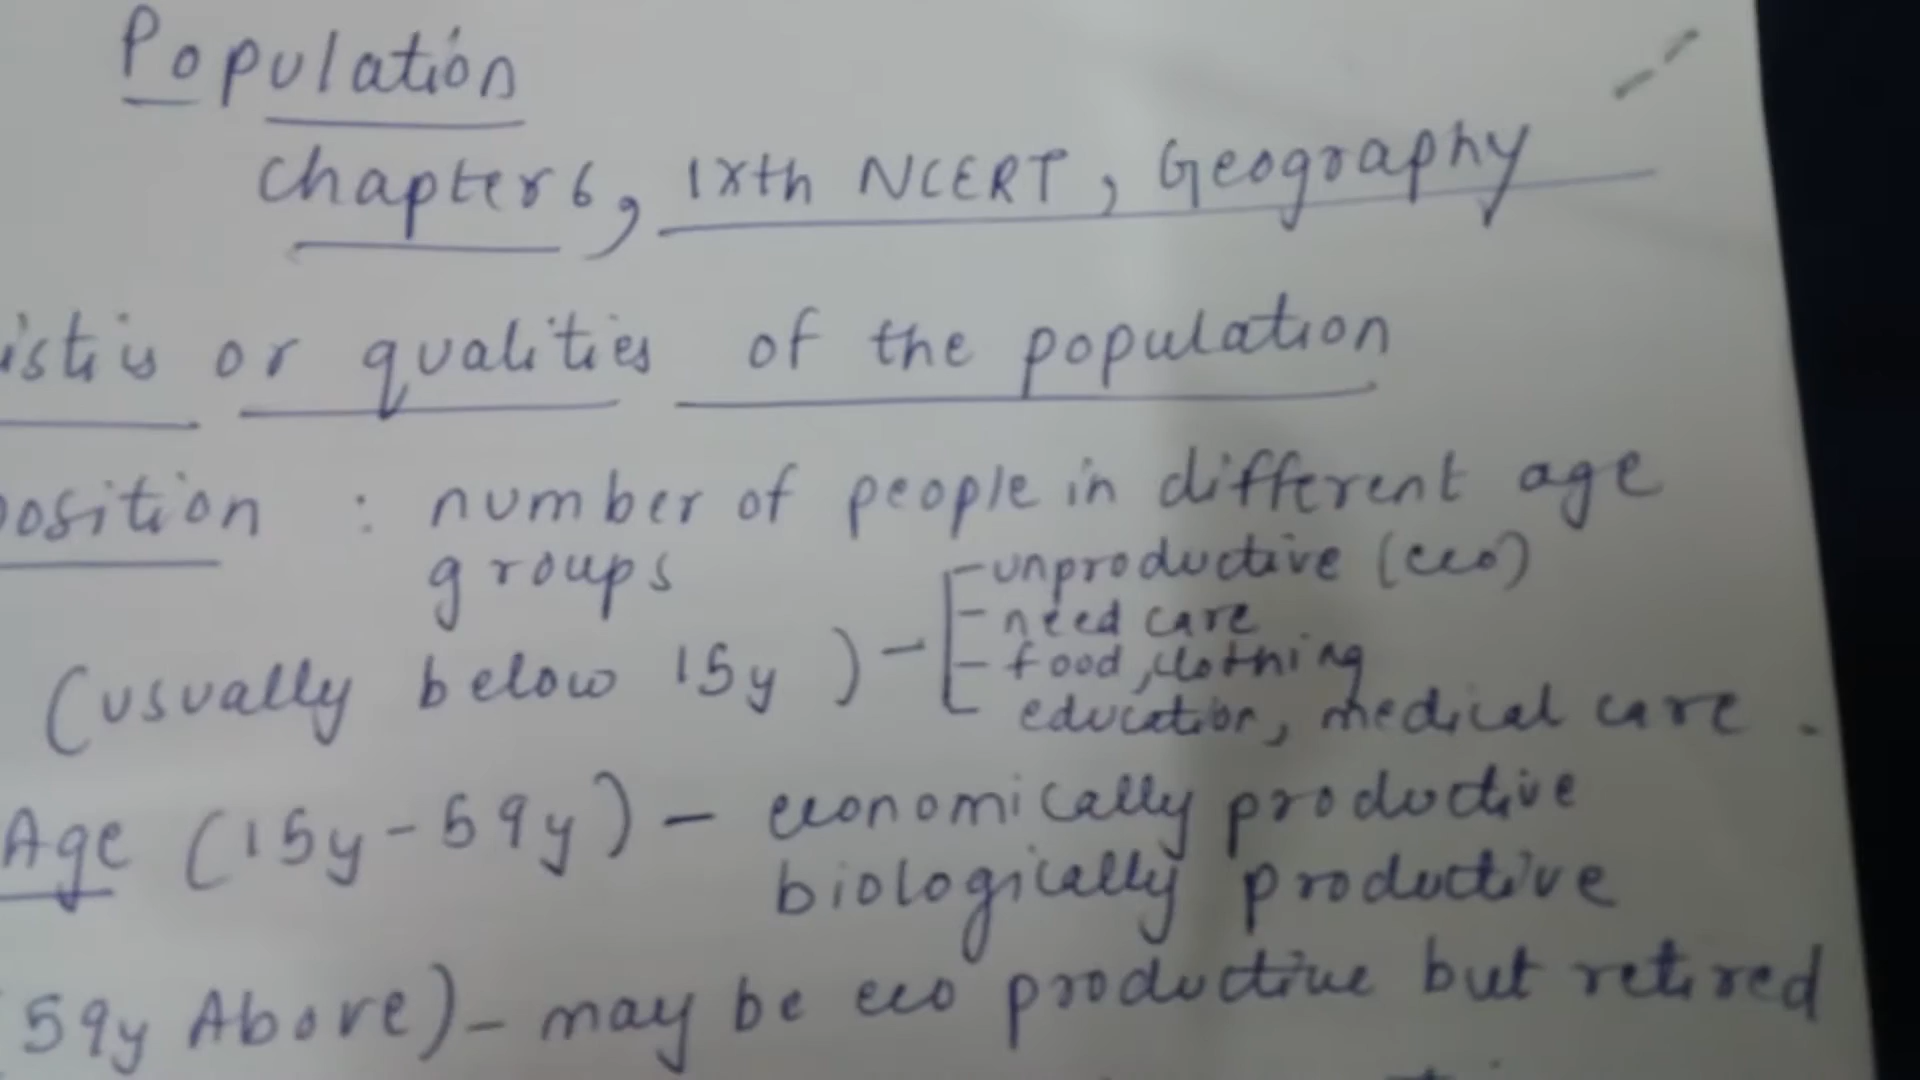 Population
Chapter 6, IXth NCERT, Geography
istics or qualities of the population
position : number of people in different age
groups
- unproductive (eco)
- need care
(usually below 15y) - - food, clothing
education, medical care.
Age (15y-59y) - economically productive
biologically productive
59y Above) - may be eco productive but retired